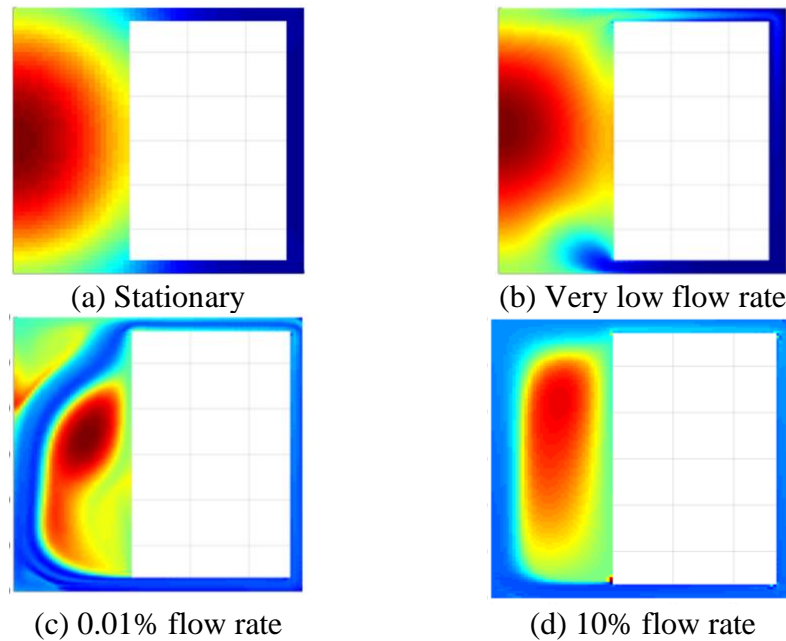 (a) Stationary
(b) Very low flow rate
(c) 0.01% flow rate
(d) 10% flow rate